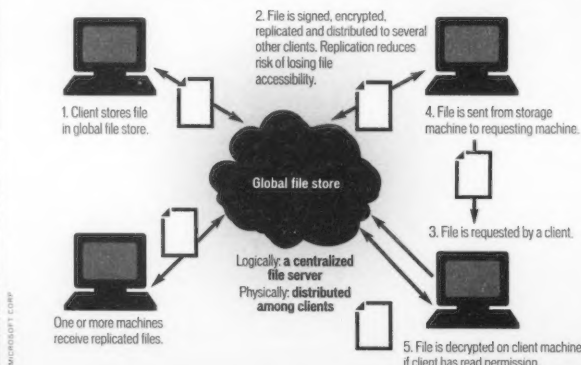 2. File is signed, encrypted,
replicated and distributed to several
other clients. Replication reduces
risk of losing file
accessibility.
1. Client stores file
in global file store.
4. File is sent from storage
machine to requesting machine.
Global file store
3. File is requested by a client.
Logically: a centralized
file server
Physically: distributed
among clients
One or more machines
receive replicated files.
5. File is decrypted on client machine
if client has read permission.
MICROSOFT CORP